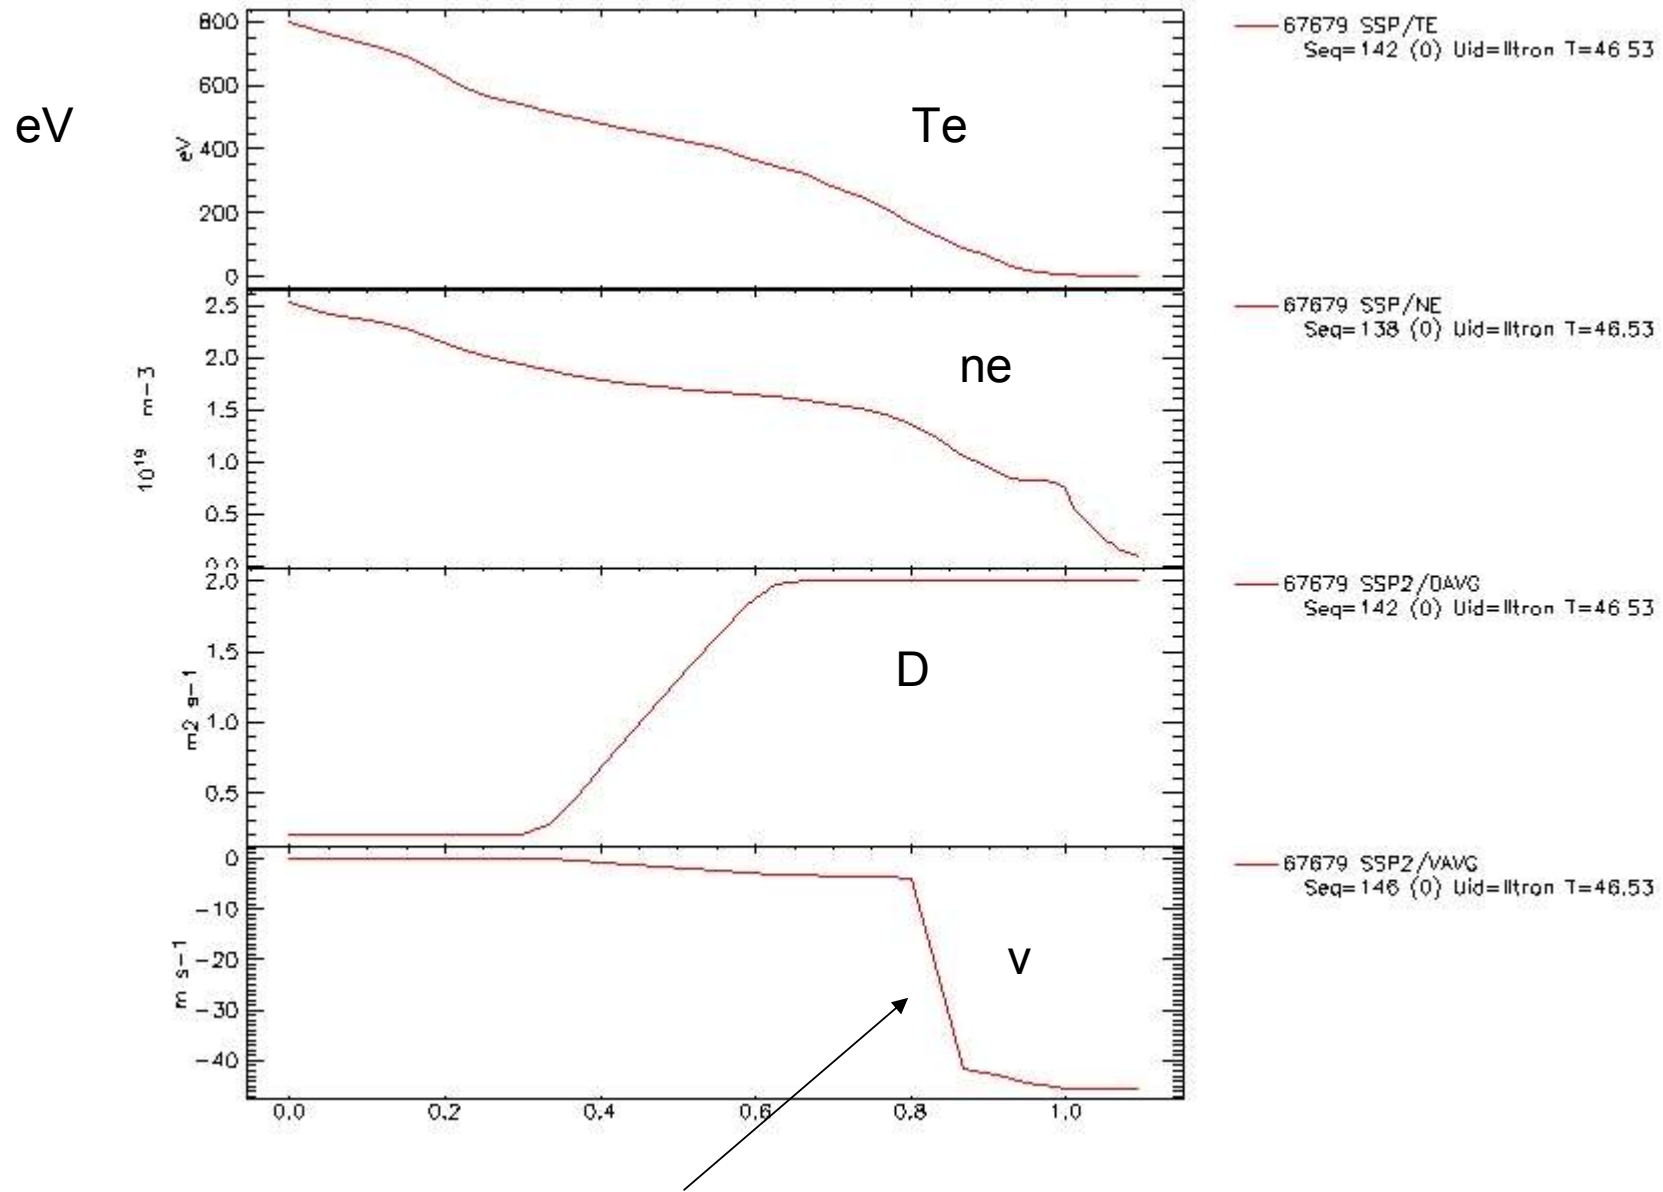 eV
800
600
400
200
0
eV
Te
67679 SSP/TE
Seq=142 (0) Uid=lltron T=46 53
2.5
2.0
1.5
1.0
0.5
0.0
10¹⁹ m-3
ne
67679 SSP/NE
Seq=138 (0) Uid=lltron T=46.53
2.0
1.5
1.0
0.5
m2 s-1
D
67679 SSP2/DAVG
Seq=142 (0) Uid=lltron T=46 53
0
-10
-20
-30
-40
m s-1
v
67679 SSP2/VAVG
Seq=146 (0) Uid=lltron T=46.53
0.0 0.2 0.4 0.6 0.8 1.0